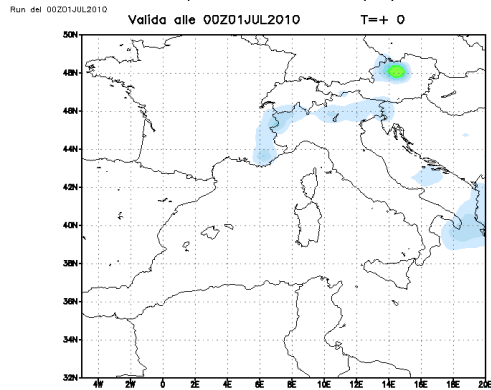 Run del 00Z01JUL2010
Valida alle 00Z01JUL2010 T=+ 0
50N
48N
46N
44N
42N
40N
38N
36N
34N
32N
4W 2W 0 2E 4E 6E 8E 10E 12E 14E 16E 18E 20E